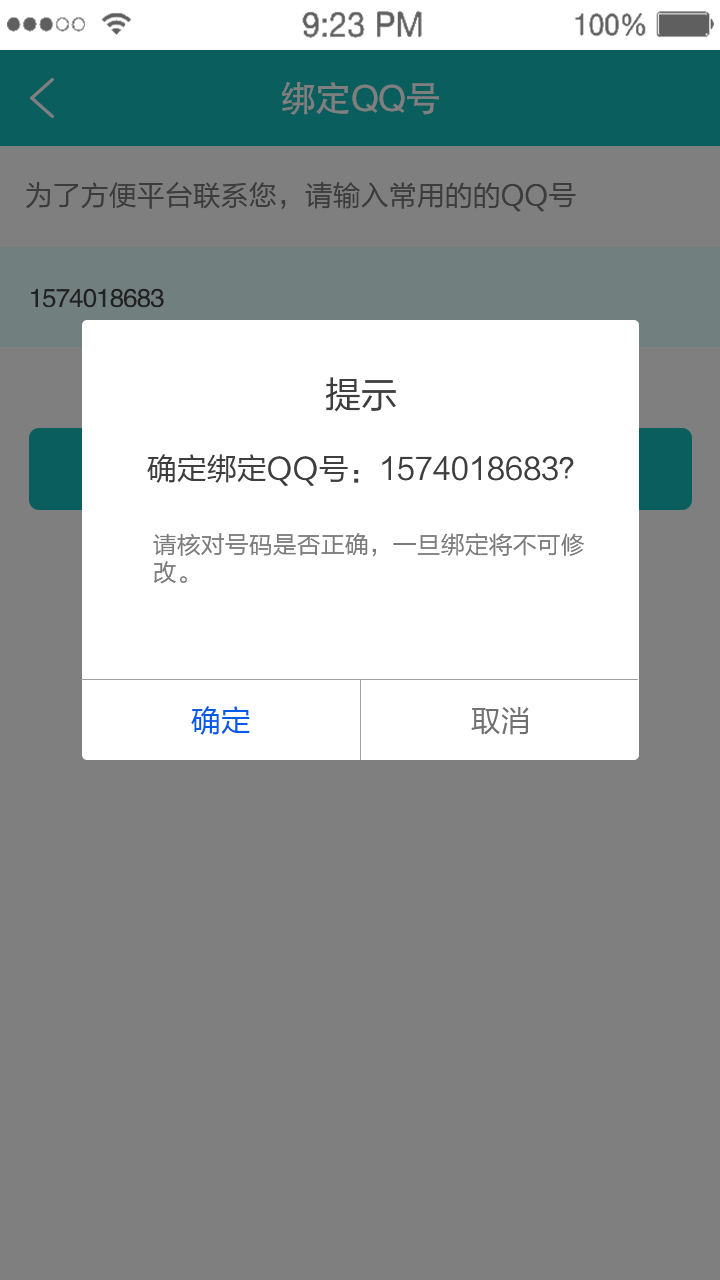 9:23 PM 100%
绑定QQ号
为了方便平台联系您，请输入常用的的QQ号
1574018683
提示
确定绑定QQ号：1574018683?
请核对号码是否正确，一旦绑定将不可修
改。
确定 取消